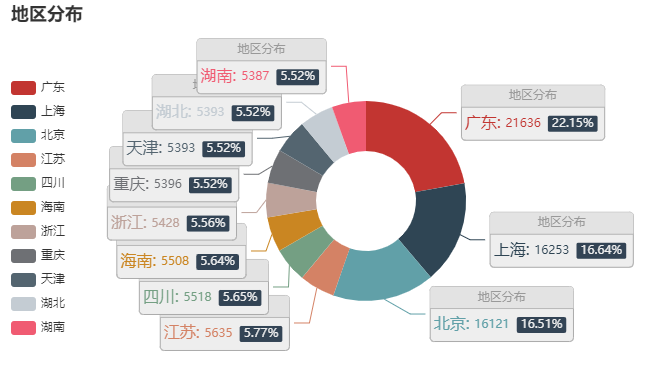 地区分布
广东
上海
北京
江苏
四川
海南
浙江
重庆
天津
湖北
湖南
地区分布
湖南: 5387 5.52%
地
湖北: 5393 5.52%
天津: 5393 5.52%
重庆: 5396 5.52%
浙江: 5428 5.56%
海南: 5508 5.64%
四川: 5518 5.65%
江苏: 5635 5.77%
地区分布
广东: 21636 22.15%
地区分布
上海: 16253 16.64%
地区分布
北京: 16121 16.51%